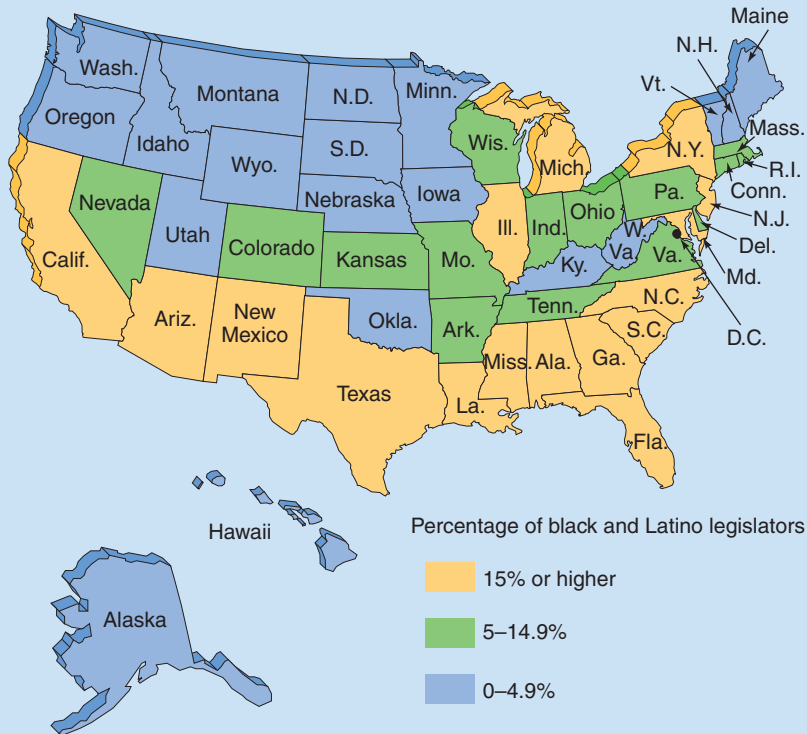 Maine
N.H.
Vt.
Wash.
Montana
N.D.
Minn.
Oregon
Idaho
Wyo.
S.D.
Wis.
Mich.
N.Y.
Mass.
R.I.
Conn.
Nebraska
Iowa
Pa.
N.J.
Nevada
Utah
Colorado
Kansas
Mo.
Ill.
Ind.
Ohio
W.
Va.
Va.
Del.
Md.
D.C.
Calif.
Ky.
Ariz.
New
Mexico
Okla.
Ark.
Tenn.
N.C.
S.C.
Texas
La.
Miss.
Ala.
Ga.
Fla.
Hawaii
Alaska
Percentage of black and Latino legislators
15% or higher
5–14.9%
0–4.9%